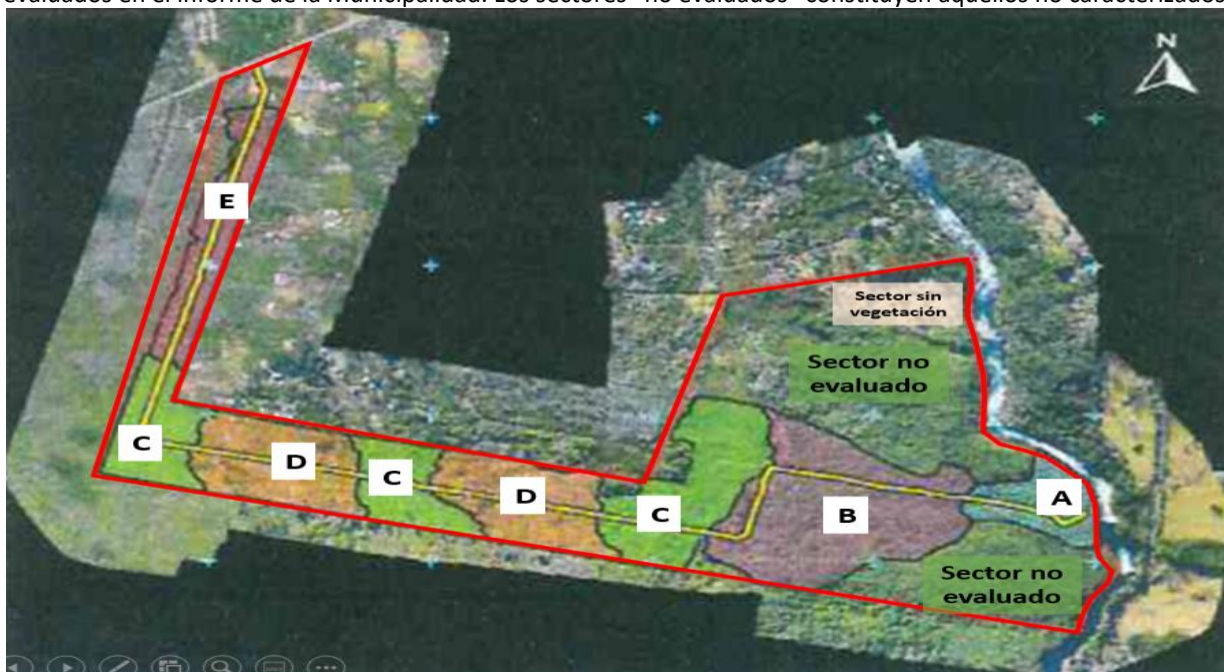 evaluados en el informe de la Municipalidad. Los sectores "no evaluados" constituyen aquellos no caracterizados
N
E
Sector sin
vegetación
Sector no
evaluado
C
D
C
D
C
B
A
Sector no
evaluado